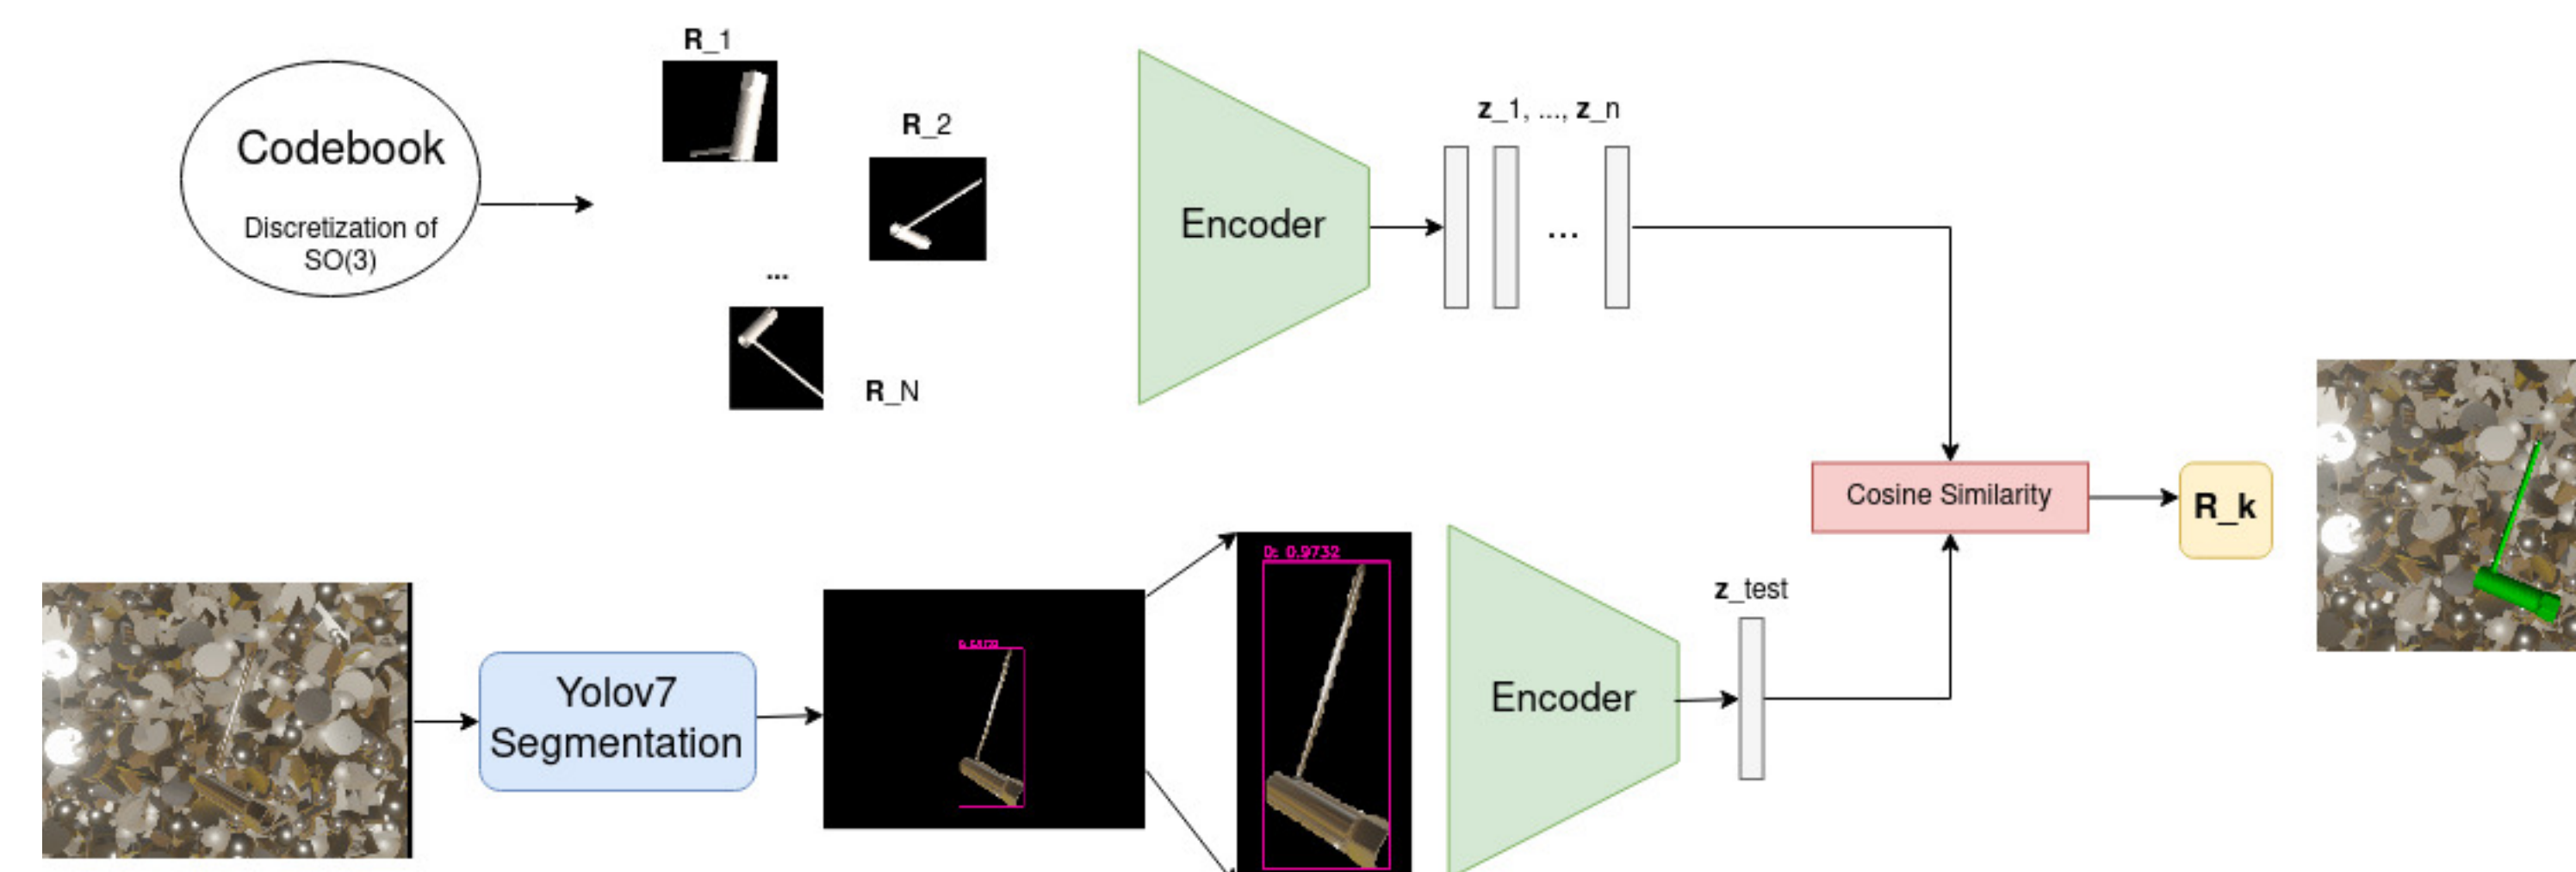 R_1
R_2
...
R_N
Codebook
Discretization of
SO(3)
Encoder
z_1, ..., z_n
...
Cosine Similarity
R_k
Yolov7
Segmentation
0: 0.9732
Encoder
z_test